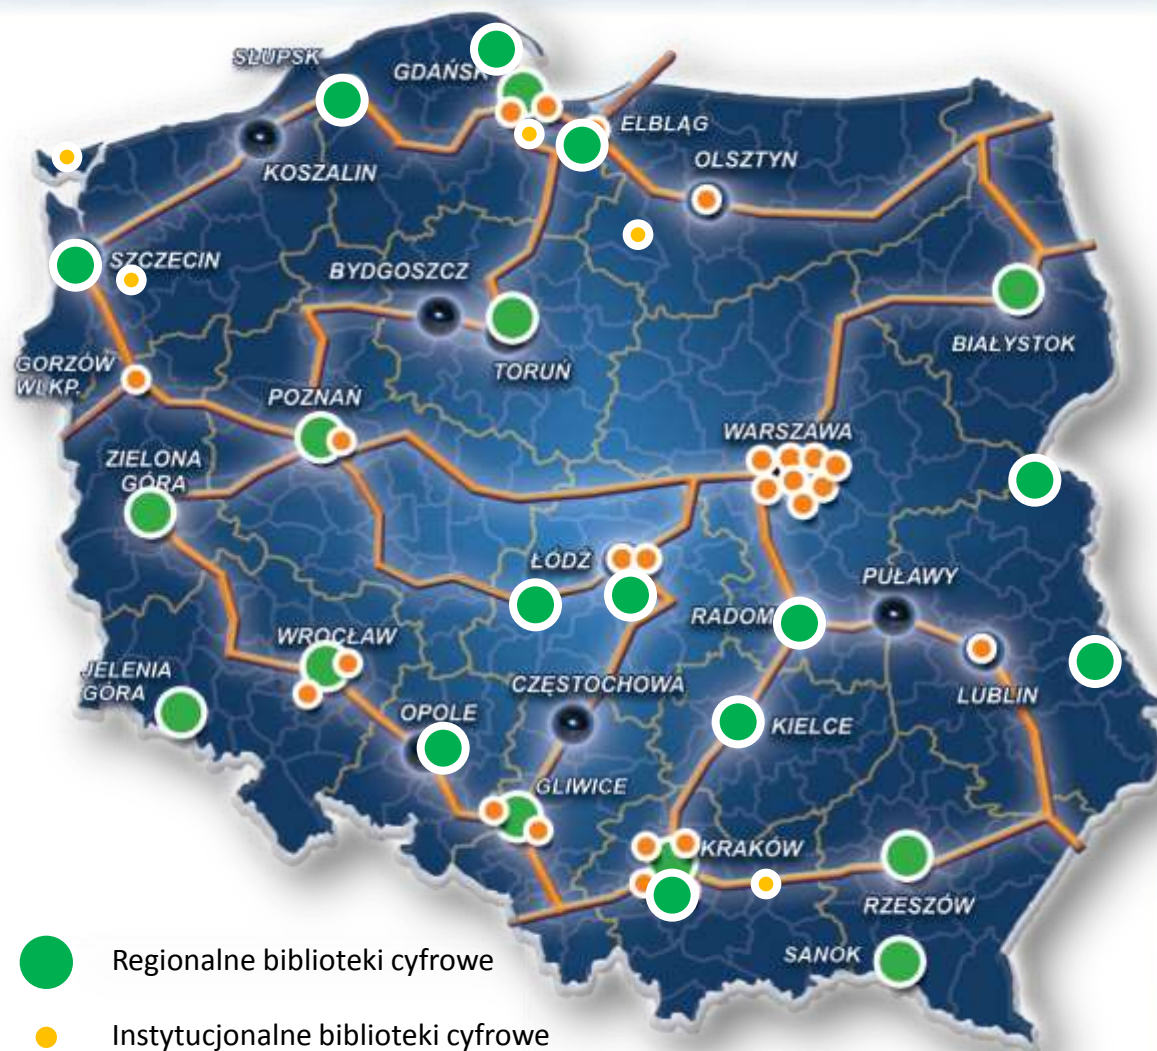 SŁUPSK
GDAŃSK
ELBLĄG
KOSZALIN
OLSZTYN
SZCZECIN
BYDGOSZCZ
BIAŁYSTOK
GORZÓW
WLKP.
TORUŃ
POZNAŃ
WARSZAWA
ZIELONA
GÓRA
ŁÓDŹ
PUŁAWY
RADOM
WROCŁAW
JELENIA
GÓRA
CZĘSTOCHOWA
LUBLIN
OPOLE
KIELCE
GLIWICE
KRAKÓW
RZESZÓW
SANOK
Regionalne biblioteki cyfrowe
Instytucjonalne biblioteki cyfrowe